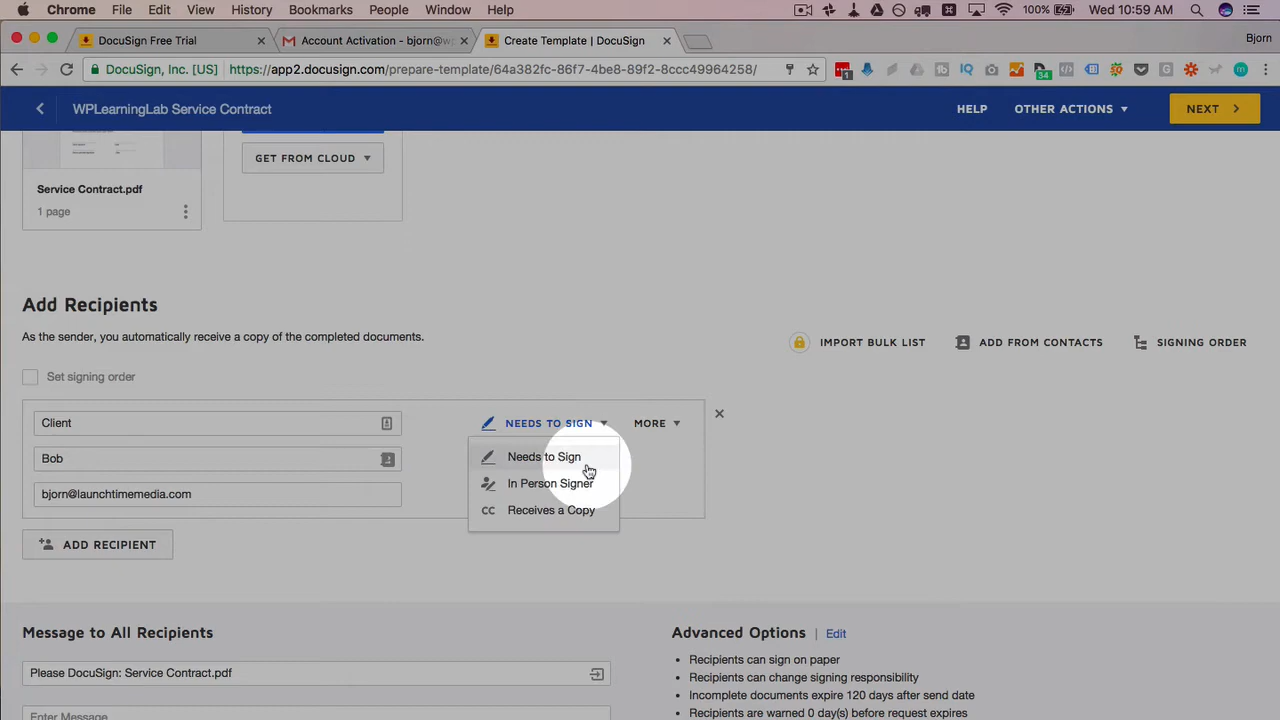 Chrome File Edit View History Bookmarks People Window Help 100% Wed 10:59 AM
DocuSign Free Trial Account Activation - bjorn@w Create Template | DocuSign Bjorn
DocuSign, Inc. [US] https://app2.docusign.com/prepare-template/64a382fc-86f7-4be8-89f2-8ccc49964258/
WPLearningLab Service Contract HELP OTHER ACTIONS NEXT
GET FROM CLOUD
Service Contract.pdf
1 page
Add Recipients
As the sender, you automatically receive a copy of the completed documents.
IMPORT BULK LIST ADD FROM CONTACTS SIGNING ORDER
Set signing order
Client NEEDS TO SIGN MORE
Bob Needs to Sign
In Person Signer
bjorn@launchtimemedia.com
CC Receives a Copy
ADD RECIPIENT
Message to All Recipients Advanced Options | Edit
Please DocuSign: Service Contract.pdf
Recipients can sign on paper
Recipients can change signing responsibility
Incomplete documents expire 120 days after send date
Enter Message
Recipients are warned 0 day(s) before request expires